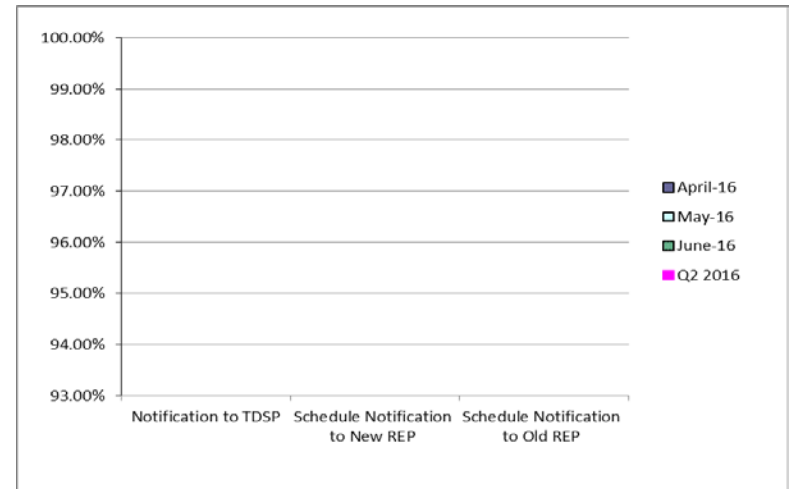 100.00%
99.00%
98.00%
97.00%
96.00%
95.00%
94.00%
93.00%
Notification to TDSP
Schedule Notification
to New REP
Schedule Notification
to Old REP
April-16
May-16
June-16
Q2 2016